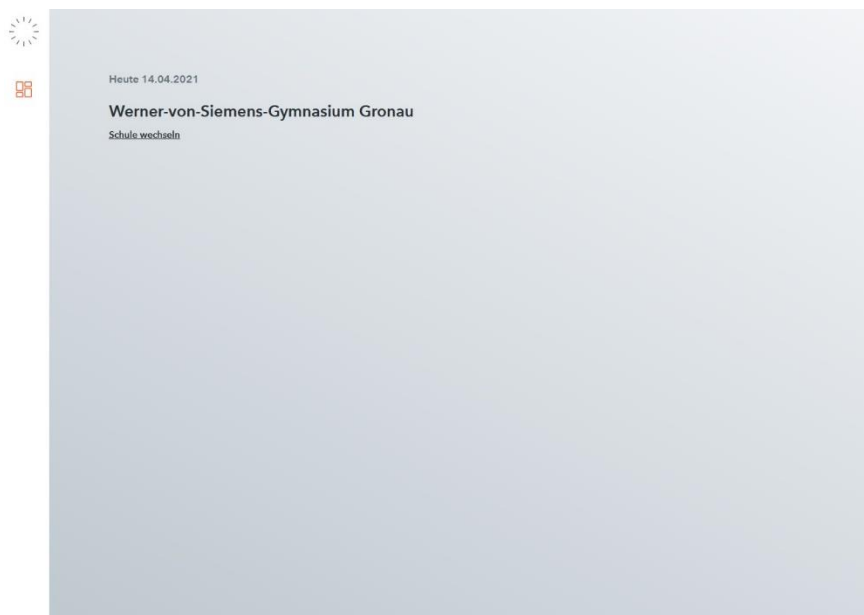 Heute 14.04.2021
Werner-von-Siemens-Gymnasium Gronau
Schule wechseln